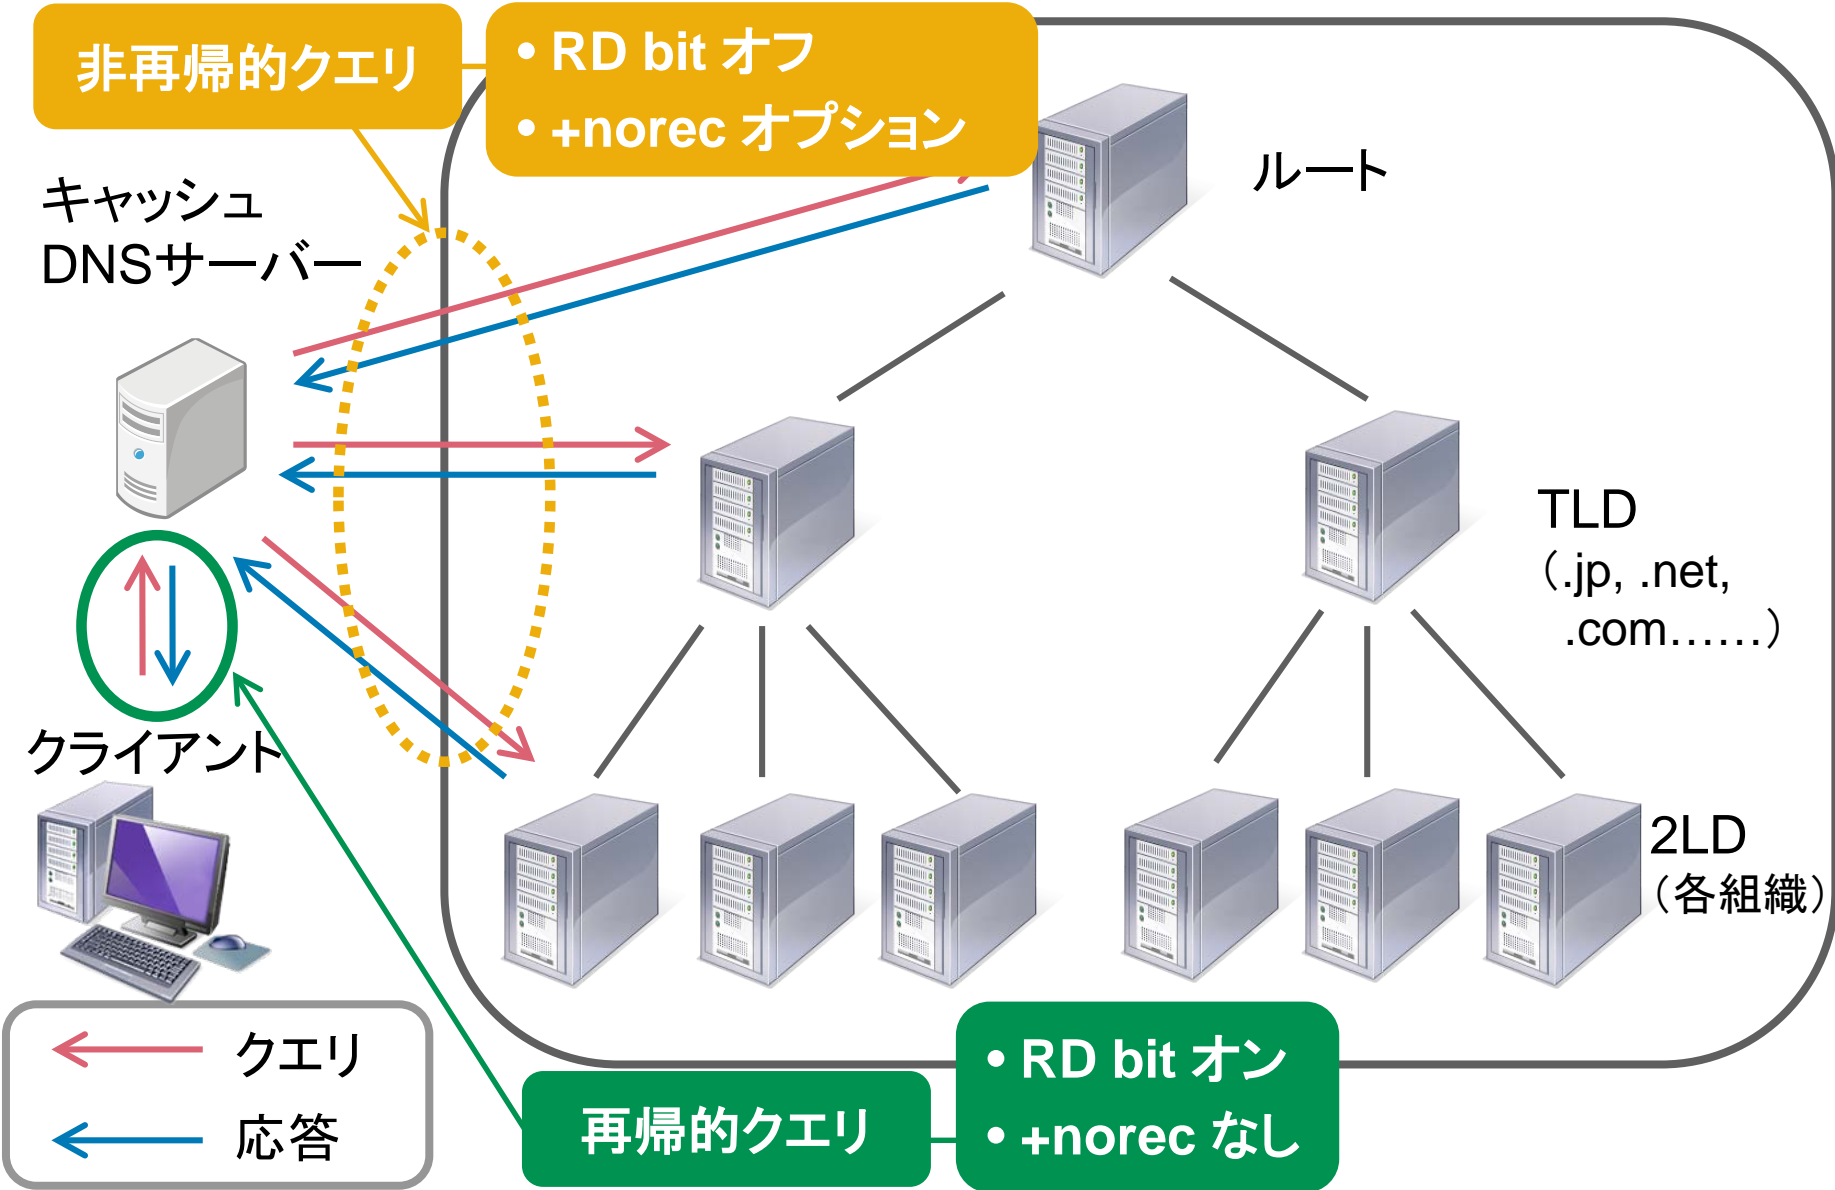 非再帰的クエリ
• RD bit オフ
• +norec オプション
ルート
キャッシュ
DNSサーバー
TLD
（.jp, .net,
.com……）
クライアント
2LD
（各組織）
クエリ
応答
再帰的クエリ
• RD bit オン
• +norec なし